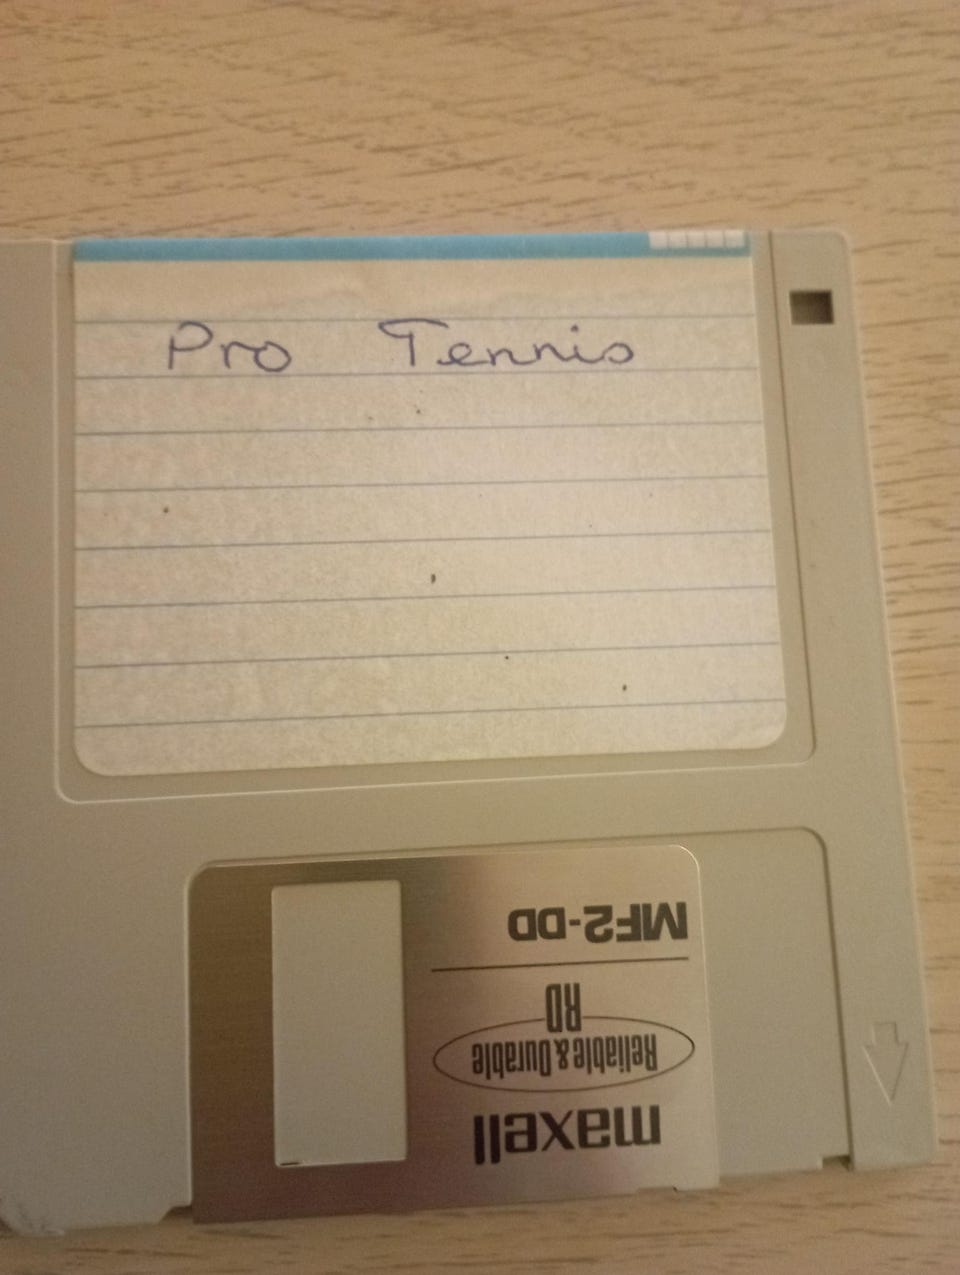 Pro Tennis
MF2-DD
RD
Reliable & Durable
maxell